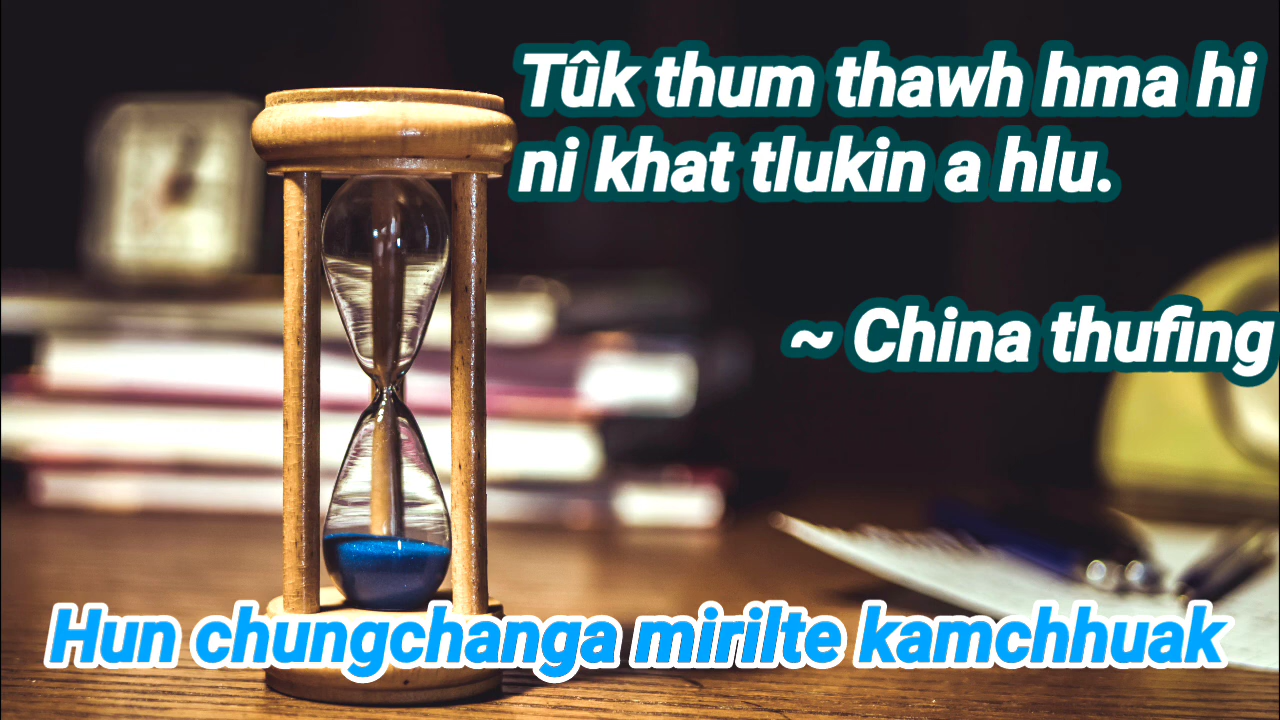 Tûk thum thawh hma hi
ni khat tlukin a hlu.
~ China thufing
Hun chungchanga mirilte kamchhuak